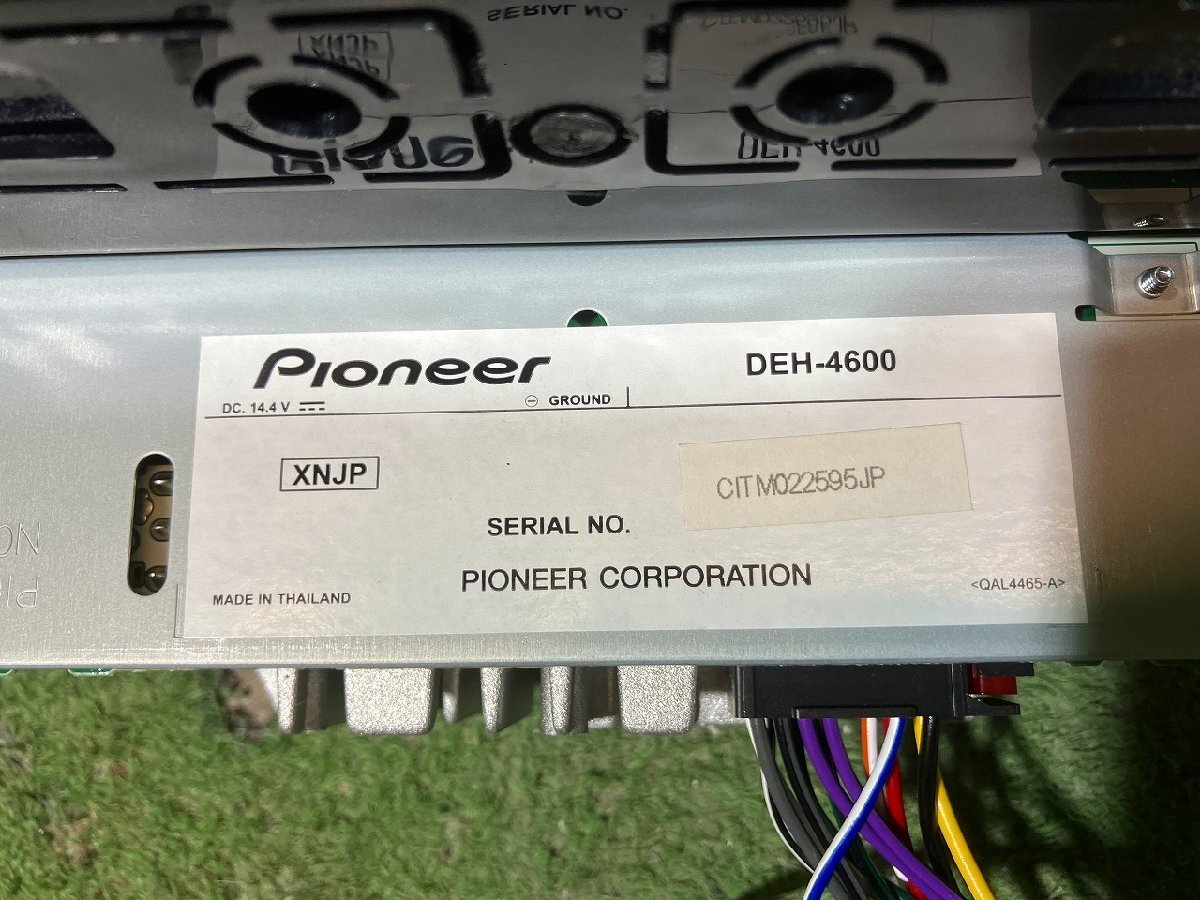 SERIAL NO.
XNJP
DEH-4600
Pioneer
DEH-4600
DC. 14.4 V
⊖ GROUND
XNJP
CITM022595JP
SERIAL NO.
PIONEER CORPORATION
MADE IN THAILAND
<QAL4465-A>